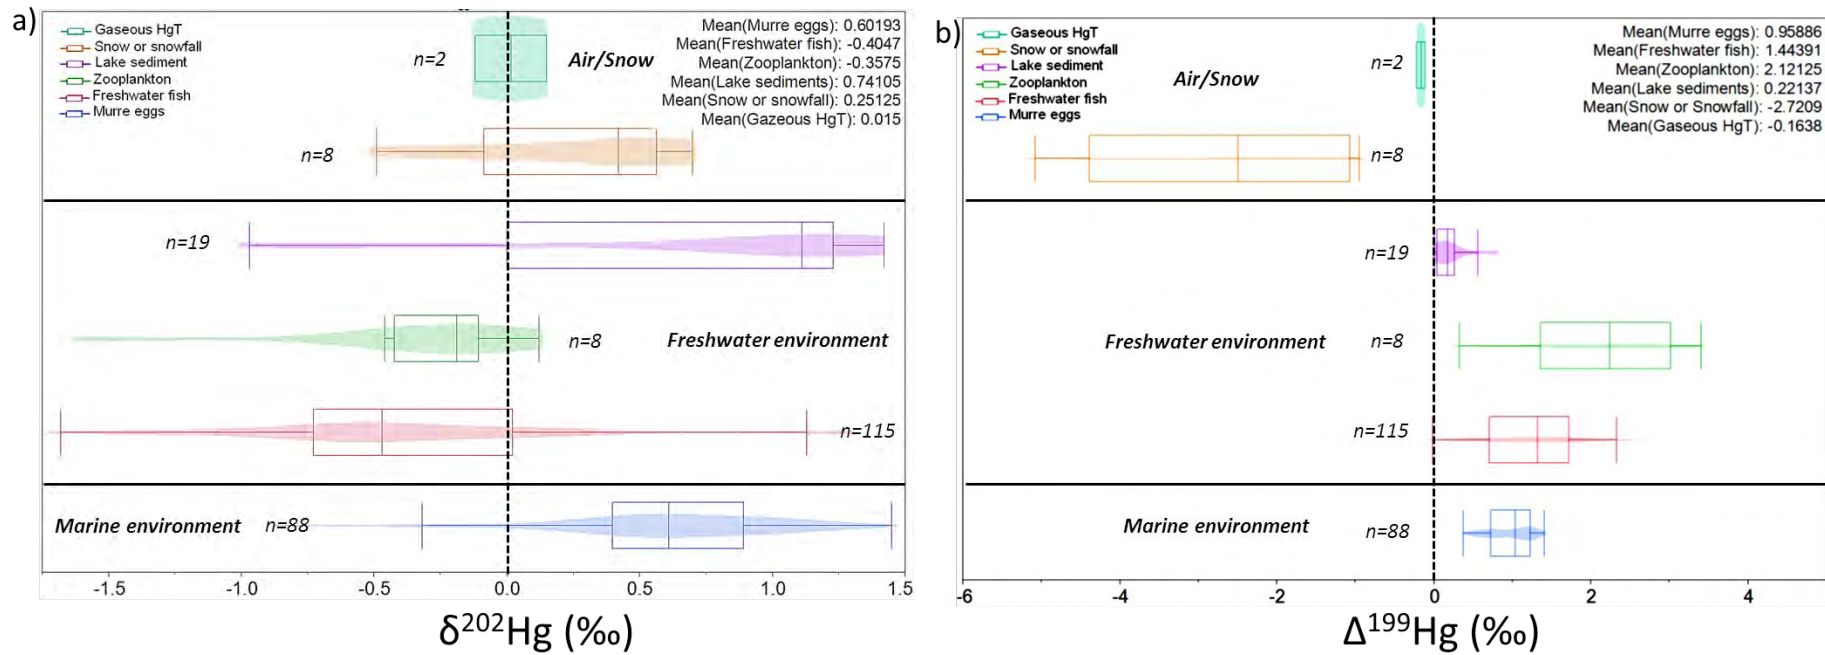 a)
Gaseous HgT
Snow or snowfall
Lake sediment
Zooplankton
Freshwater fish
Murre eggs
n=2
Air/Snow
Mean(Murre eggs): 0.60193
Mean(Freshwater fish): -0.4047
Mean(Zooplankton): -0.3575
Mean(Lake sediments): 0.74105
Mean(Snow or snowfall): 0.25125
Mean(Gazeous HgT): 0.015
n=8
n=19
n=8
Freshwater environment
n=115
Marine environment
n=88
-1.5
-1.0
-0.5
0.0
0.5
1.0
1.5
δ²⁰²Hg (‰)
b)
Gaseous HgT
Snow or snowfall
Lake sediment
Zooplankton
Freshwater fish
Murre eggs
Air/Snow
n=2
Mean(Murre eggs): 0.95886
Mean(Freshwater fish): 1.44391
Mean(Zooplankton): 2.12125
Mean(Lake sediments): 0.22137
Mean(Snow or Snowfall): -2.7209
Mean(Gaseous HgT): -0.1638
n=8
n=19
Freshwater environment
n=8
n=115
Marine environment
n=88
-6
-4
-2
0
2
4
Δ¹⁹⁹Hg (‰)